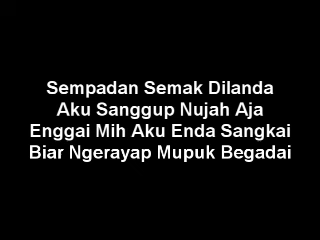 Sempadan Semak Dilanda
Aku Sanggup Nujah Aja
Enggai Mih Aku Enda Sangkai
Biar Ngerayap Mupuk Begadai